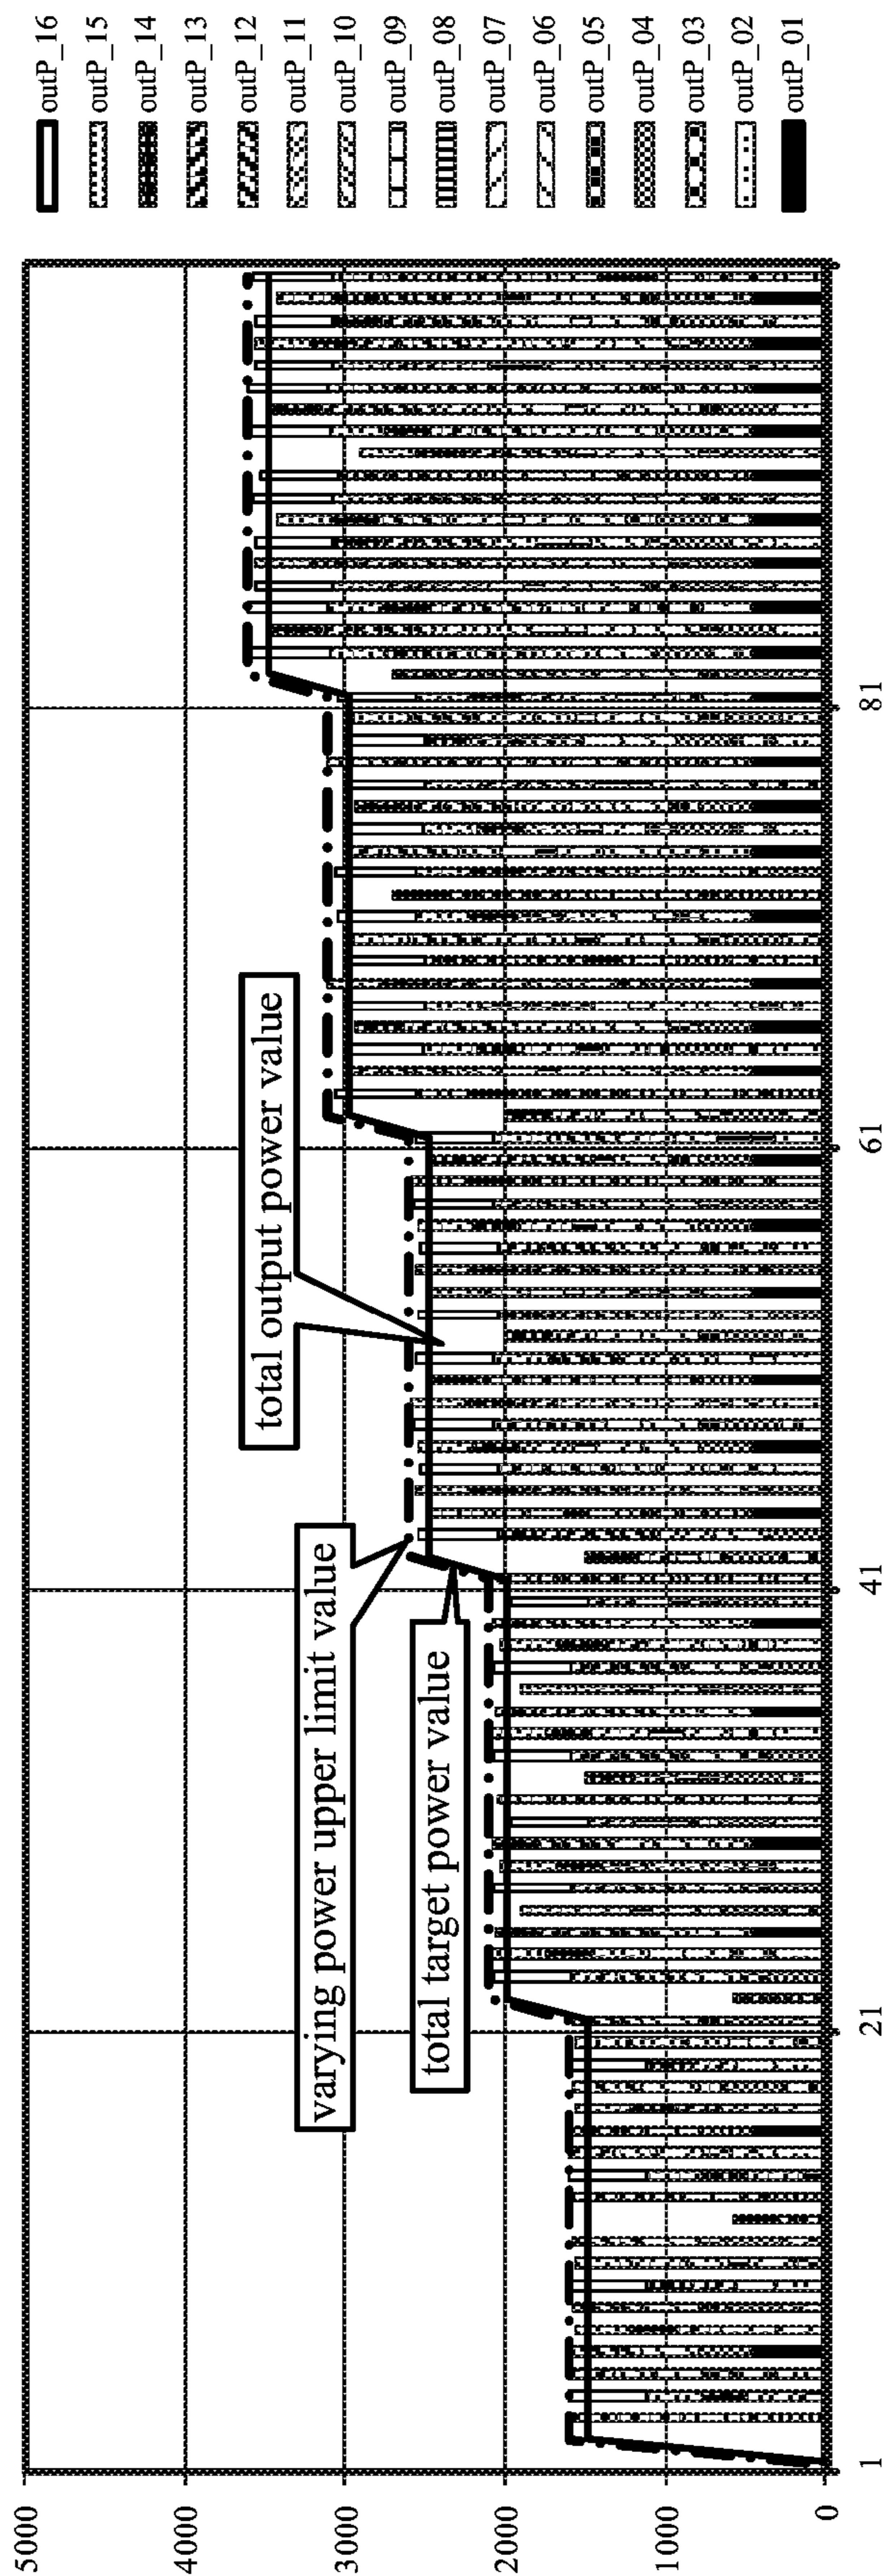 outP_16
outP_15
outP_14
outP_13
outP_12
outP_11
outP_10
outP_09
outP_08
outP_07
outP_06
outP_05
outP_04
outP_03
outP_02
outP_01
total output power value
varying power upper limit value
total target power value
5000
4000
3000
2000
1000
0
1
21
41
61
81